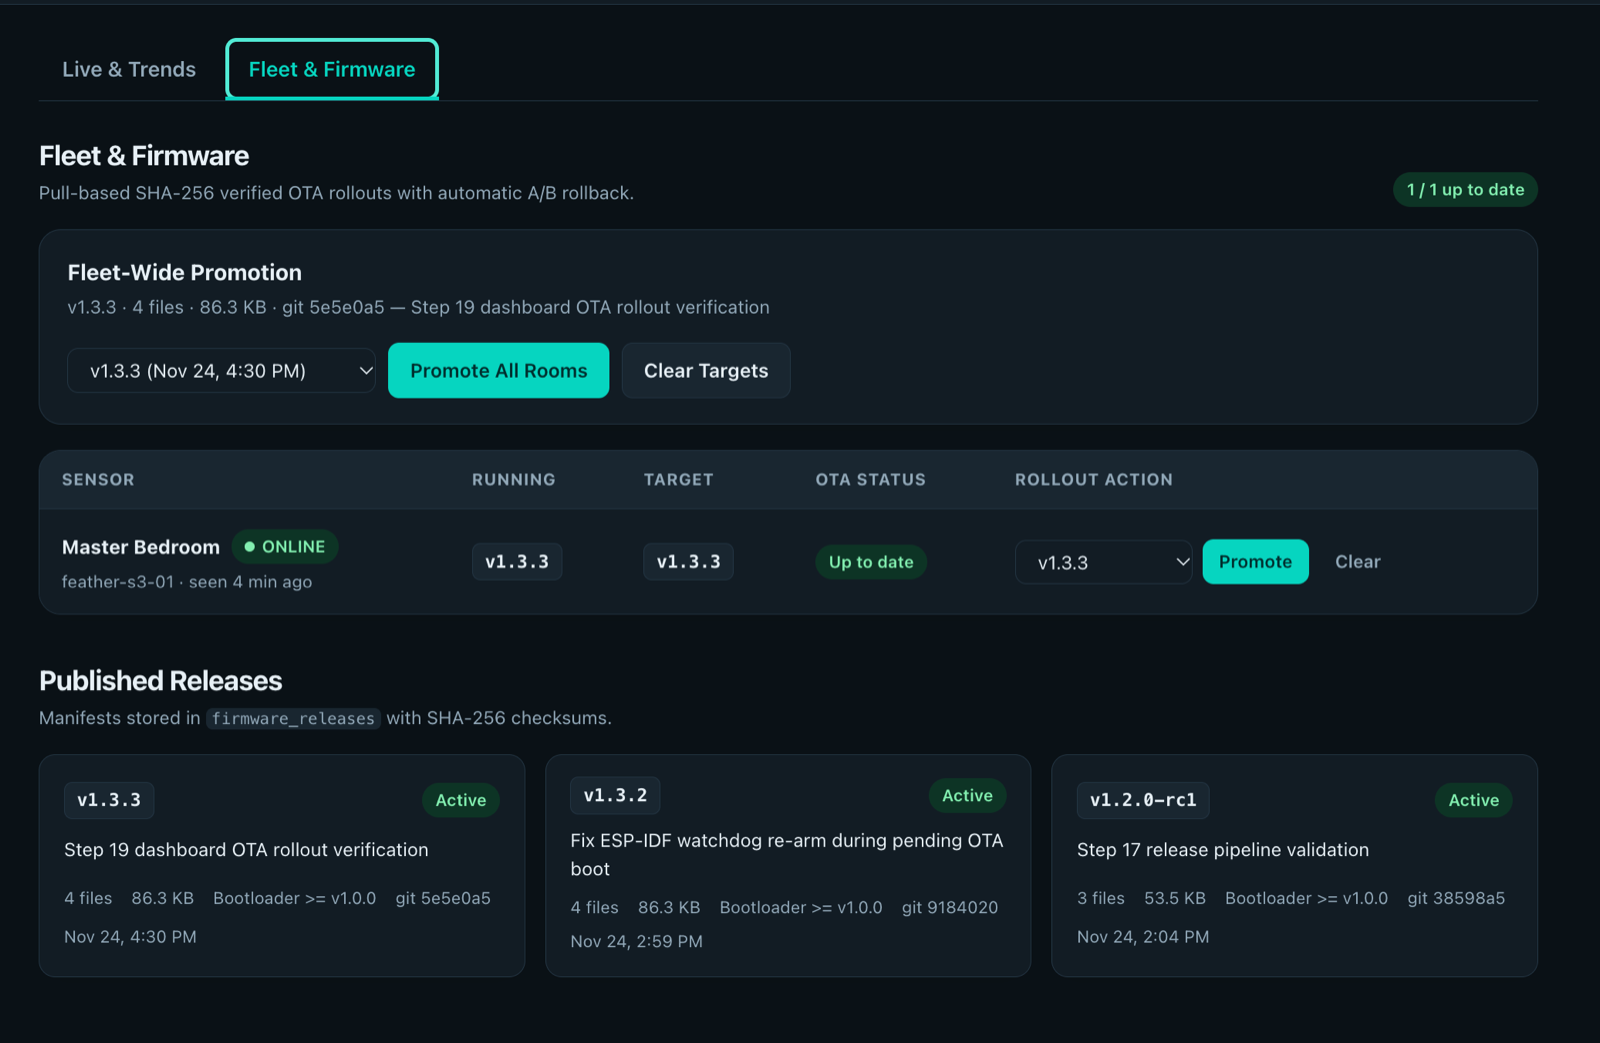 Live & Trends
Fleet & Firmware
Fleet & Firmware
Pull-based SHA-256 verified OTA rollouts with automatic A/B rollback.
1 / 1 up to date
Fleet-Wide Promotion
v1.3.3 · 4 files · 86.3 KB · git 5e5e0a5 — Step 19 dashboard OTA rollout verification
v1.3.3 (Nov 24, 4:30 PM)
Promote All Rooms
Clear Targets
SENSOR
RUNNING
TARGET
OTA STATUS
ROLLOUT ACTION
Master Bedroom
ONLINE
feather-s3-01 · seen 4 min ago
v1.3.3
v1.3.3
Up to date
v1.3.3
Promote
Clear
Published Releases
Manifests stored in firmware_releases with SHA-256 checksums.
v1.3.3
Active
Step 19 dashboard OTA rollout verification
4 files 86.3 KB Bootloader >= v1.0.0 git 5e5e0a5
Nov 24, 4:30 PM
v1.3.2
Active
Fix ESP-IDF watchdog re-arm during pending OTA
boot
4 files 86.3 KB Bootloader >= v1.0.0 git 9184020
Nov 24, 2:59 PM
v1.2.0-rc1
Active
Step 17 release pipeline validation
3 files 53.5 KB Bootloader >= v1.0.0 git 38598a5
Nov 24, 2:04 PM